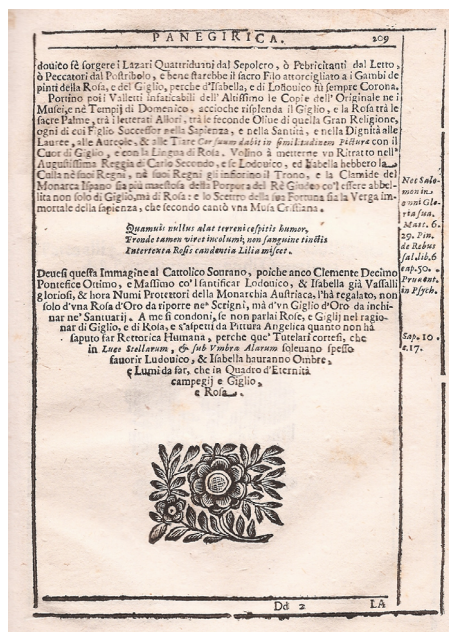 PANEGIRICA. 209
dovico fè sorgere i Lazari Quattriduani dal Sepolcro, ò Febricitanti dal Letto,
ò Peccatori dal Postribolo, e bene starebbe il sacro Filo attorcigliato a i Gambi de
pinti della Rosa, e del Giglio, perche d'Isabella, e di Lodouico fù sempre Corona.
Portino poi i Valletti infaticabili dell' Altissimo le Copie dell' Originale ne i
Musei, e nè Tempij di Domenico, accioche risplenda il Giglio, e la Rosa trà le
sacre Palme, trà i letterati Allori, trà le feconde Oliue di quella Gran Religione,
ogni di cui Figlio Successor nella Sapienza, e nella Santità, e nella Dignità alle
Lauree, alle Aureole, & alle Tiare Cor suum dabit in similitudinem Picturæ con il
Cuor di Giglio, e con la Lingua di Rosa. Volino à metterne vn Ritratto nell'
Augustissima Reggia di Carlo Secondo, e se Lodouico, ed Isabella hebbero la
Culla nè suoi Regni, nè suoi Regni gli infiorino il Trono, e la Clamide del
Monarca Ispano sia più maestosa della Porpora del Rè Giudeo co'l essere abbel-
lita non solo di Giglio, mà di Rosa: e lo Scettro della sua Fortuna sia la Verga im-
mortale della sapienza, che secondo cantò vna Musa Cristiana.
Quamuis nullus alat terreni cespitis humor,
Fronde tamen viret incolumi, non sanguine tinctis
Intertexta Rosis candentia Lilia miscet.
Deuesi questa Immagine al Cattolico Sourano, poiche anco Clemente Decimo
Pontefice Ottimo, e Massimo co'l santificar Lodouico, & Isabella già Vassalli
gloriosi, & hora Numi Protetori della Monarchia Austriaca, l'hà regalato, non
solo d'vna Rosa d'Oro da riporre ne' Scrigni, mà d'vn Giglio d'Oro da inchi-
nar ne' Santuarij. A me si condoni, se non parlai Rose, e Giglij nel ragio-
nar di Giglio, e di Rosa, e s'aspetti da Pittura Angelica quanto non hà
saputo far Rettorica Humana, perche que' Tutelari cortesi, che
in Luce Stellarum, & sub Vmbra Alarum soleuano spesso
fauorir Ludouico, & Isabella hauranno Ombre,
e Lumi da far, che in Quadro d'Eternità
campegij e Giglio,
e Rosa.
Nec Salo-
mon in
omni Glo-
ria sua.
Matt. 6.
29. Pin.
de Rebus
sal. lib. 6
cap. 50.
Prudent.
in Psych.
Sap. 10.
c. 17.
Dd 2 LA